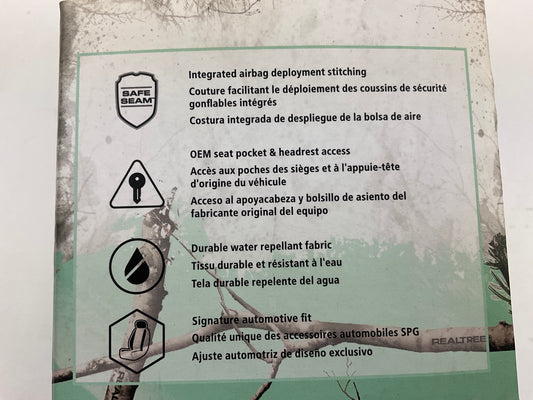 SAFE
SEAM™
Integrated airbag deployment stitching
Couture facilitant le déploiement des coussins de sécurité
gonflables intégrés
Costura integrada de despliegue de la bolsa de aire
OEM seat pocket & headrest access
Accès aux poches des sièges et à l'appuie-tête
d'origine du véhicule
Acceso al apoyacabeza y bolsillo de asiento del
fabricante original del equipo
Durable water repellant fabric
Tissu durable et résistant à l'eau
Tela durable repelente del agua
Signature automotive fit
Qualité unique des accessoires automobiles SPG
Ajuste automotriz de diseño exclusivo
REALTREE